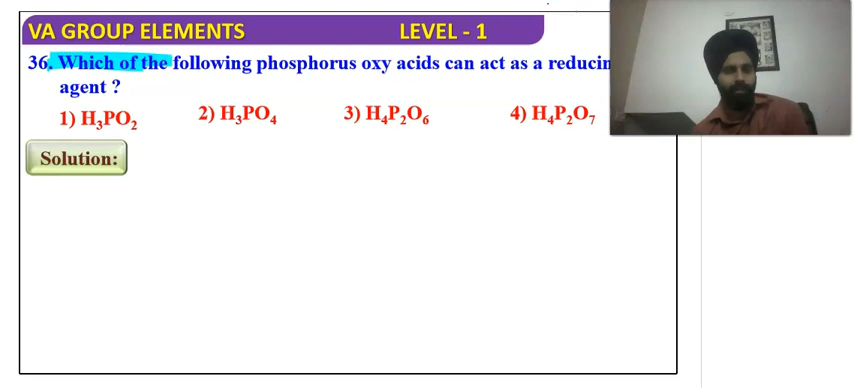 VA GROUP ELEMENTS LEVEL - 1
36. Which of the following phosphorus oxy acids can act as a reducin
agent ?
1) H₃PO₂ 2) H₃PO₄ 3) H₄P₂O₆ 4) H₄P₂O₇
Solution: